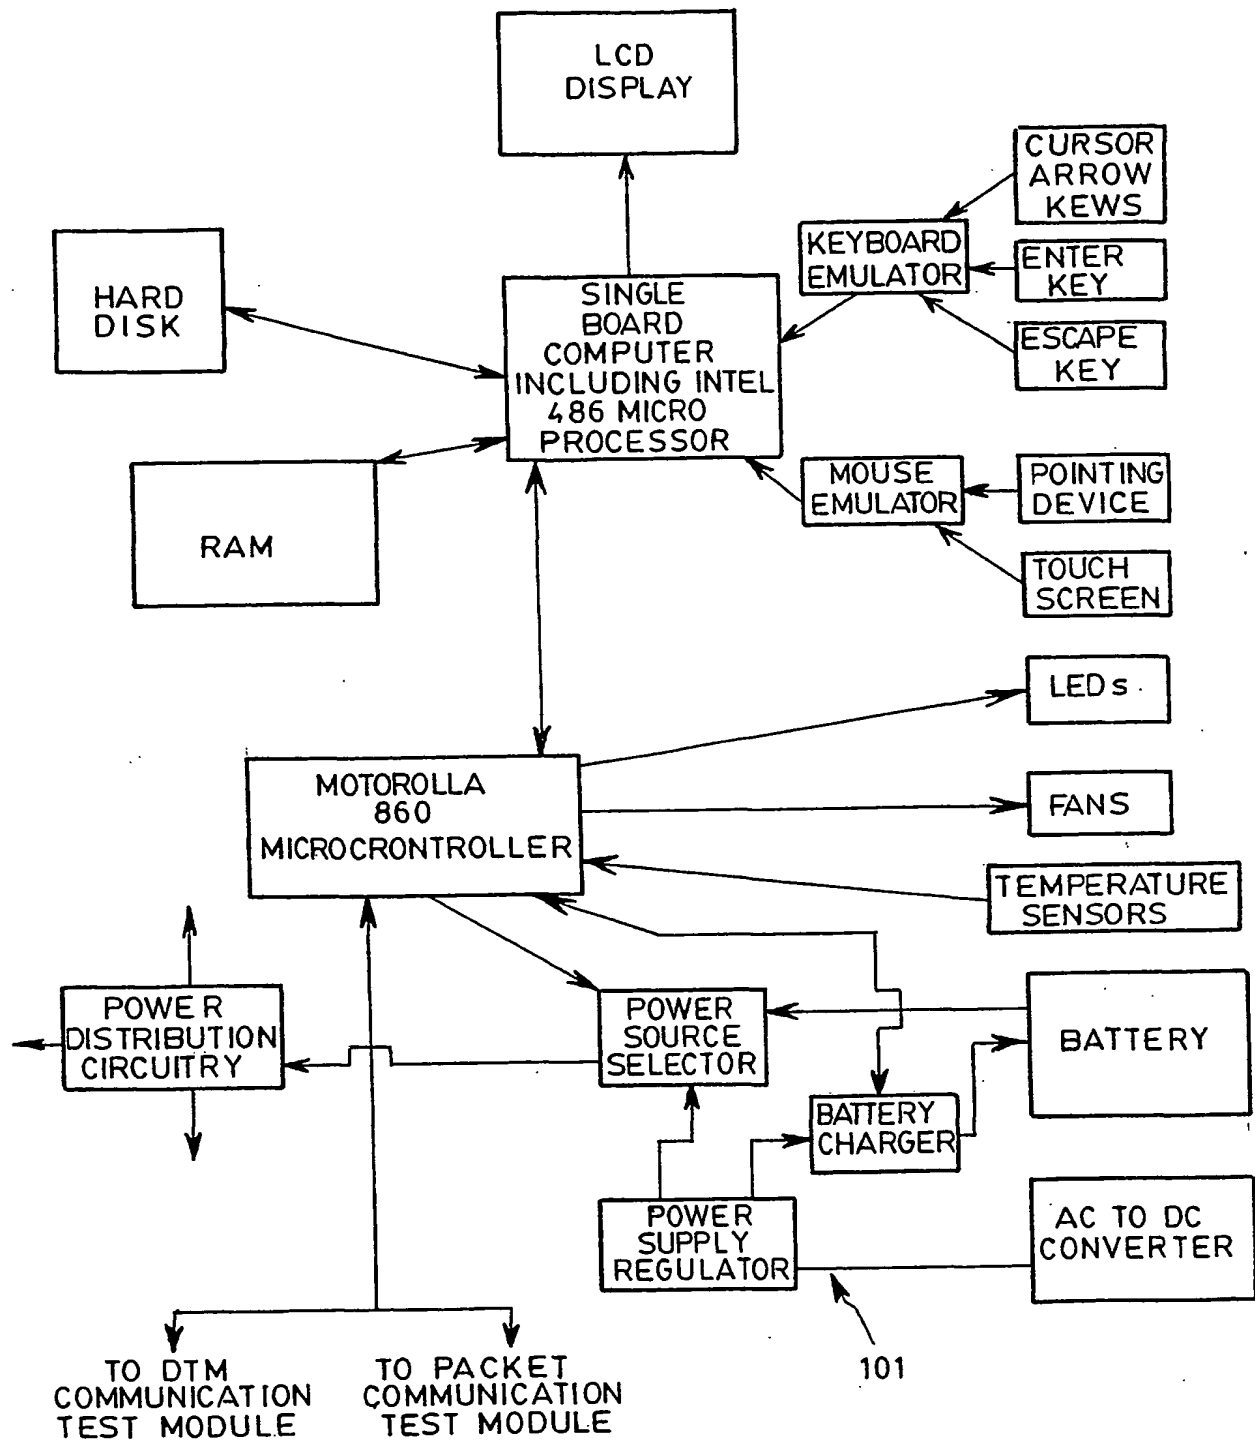 LCD
DISPLAY
CURSOR
ARROW
KEWS
KEYBOARD
EMULATOR
ENTER
KEY
ESCAPE
KEY
HARD
DISK
SINGLE
BOARD
COMPUTER
INCLUDING INTEL
486 MICRO
PROCESSOR
RAM
MOUSE
EMULATOR
POINTING
DEVICE
TOUCH
SCREEN
LEDs
MOTOROLLA
860
MICROCRONTROLLER
FANS
TEMPERATURE
SENSORS
POWER
DISTRIBUTION
CIRCUITRY
POWER
SOURCE
SELECTOR
BATTERY
BATTERY
CHARGER
POWER
SUPPLY
REGULATOR
AC TO DC
CONVERTER
101
TO DTM
COMMUNICATION
TEST MODULE
TO PACKET
COMMUNICATION
TEST MODULE